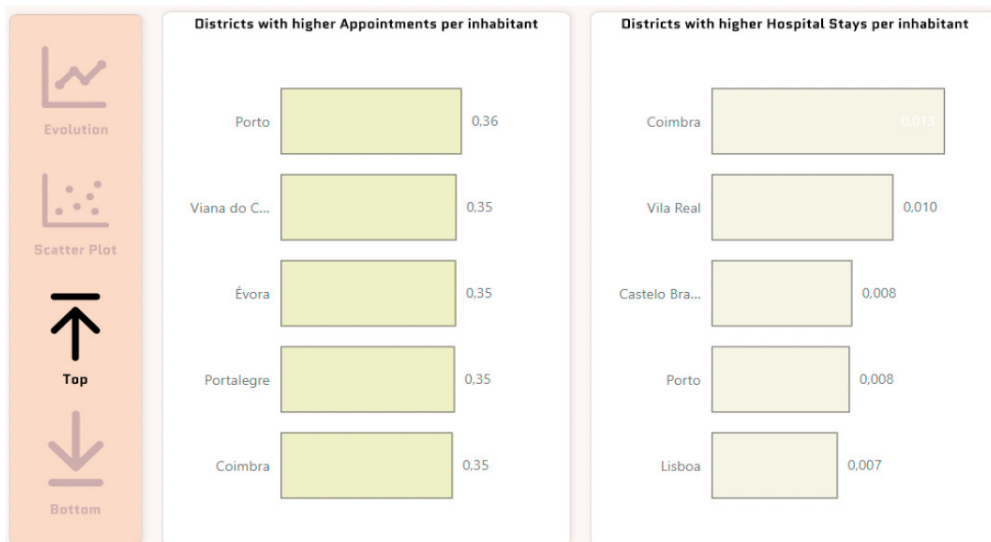 Districts with higher Appointments per inhabitant
Districts with higher Hospital Stays per inhabitant
Evolution
Scatter Plot
Top
Bottom
Porto 0,36
Viana do C... 0,35
Évora 0,35
Portalegre 0,35
Coimbra 0,35
Coimbra 0,013
Vila Real 0,010
Castelo Bra... 0,008
Porto 0,008
Lisboa 0,007